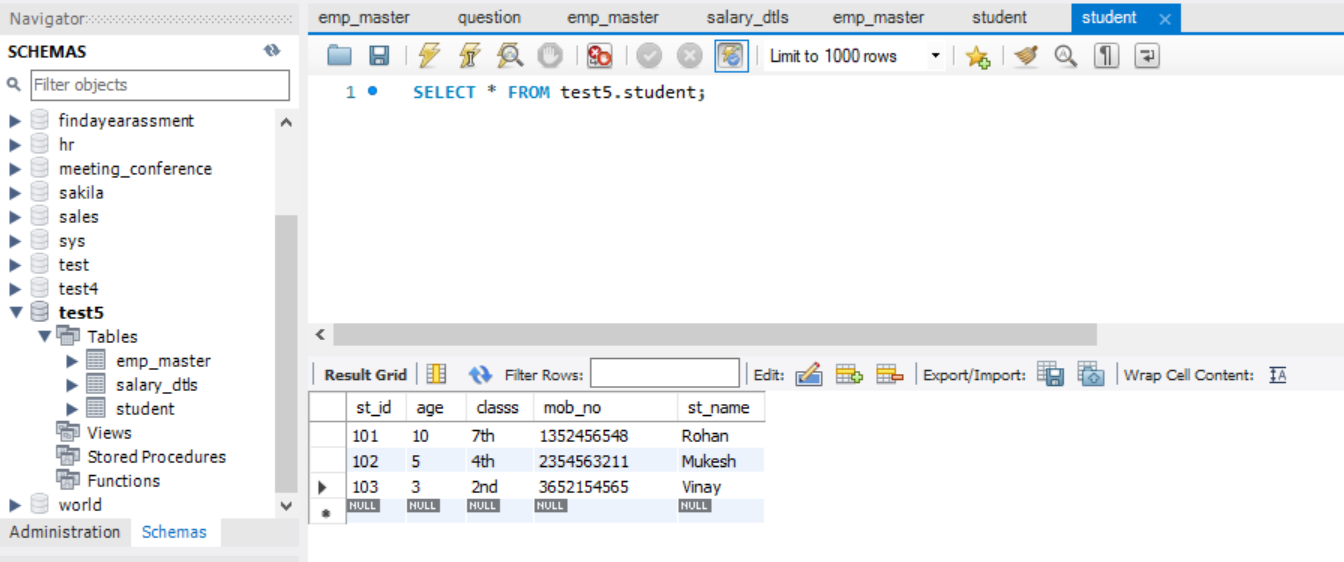 Navigator
SCHEMAS
Filter objects
findayearassment
hr
meeting_conference
sakila
sales
sys
test
test4
test5
Tables
emp_master
salary_dtls
student
Views
Stored Procedures
Functions
world
Administration Schemas
emp_master question emp_master salary_dtls emp_master student student
Limit to 1000 rows
1 SELECT * FROM test5.student;
Result Grid Filter Rows: Edit: Export/Import: Wrap Cell Content: IA
st_id age classs mob_no st_name
101 10 7th 1352456548 Rohan
102 5 4th 2354563211 Mukesh
103 3 2nd 3652154565 Vinay
NULL NULL NULL NULL NULL